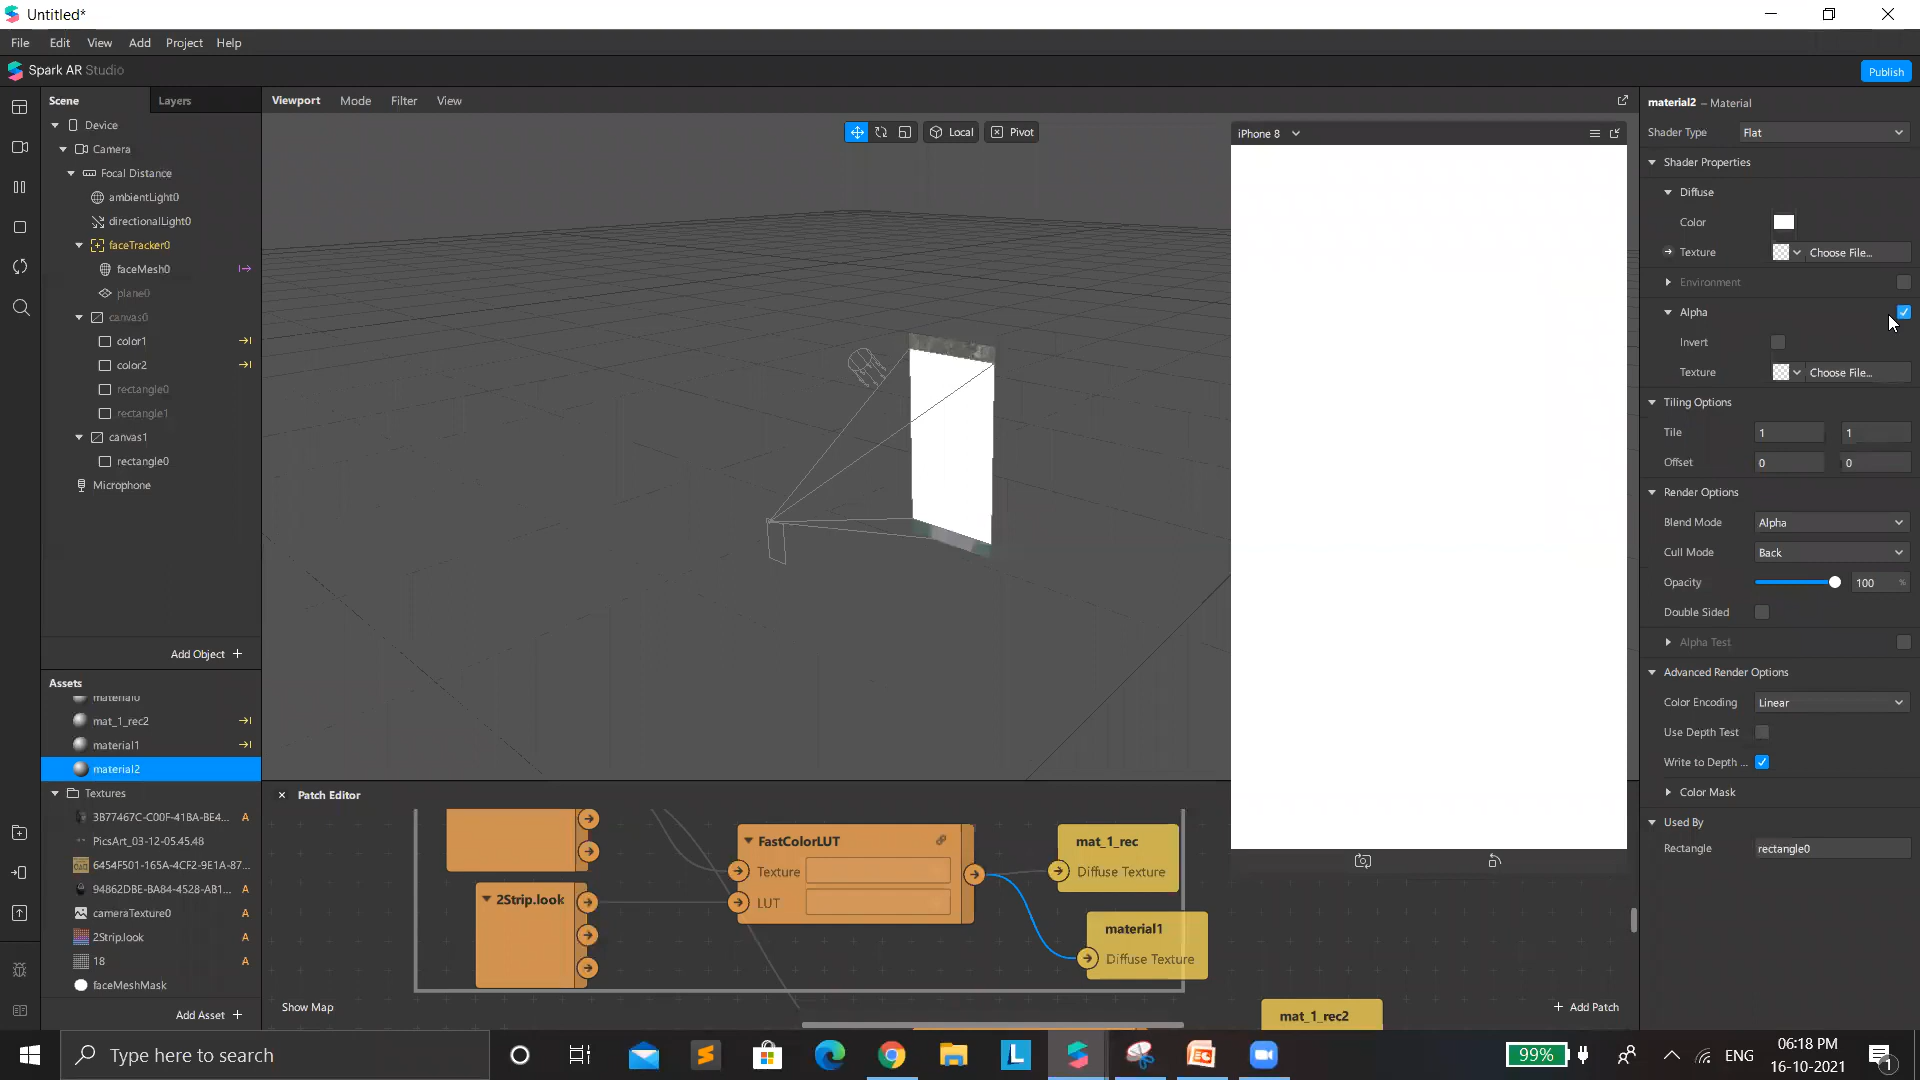 Untitled*
File Edit View Add Project Help
Spark AR Studio
Publish
Scene Layers
Device
Camera
Focal Distance
ambientLight0
directionalLight0
faceTracker0
faceMesh0
plane0
canvas0
color1
color2
rectangle0
rectangle1
canvas1
rectangle0
Microphone
Add Object +
Assets
material0
mat_1_rec2
material1
material2
Textures
3B77467C-C00F-41BA-BE4... A
PicsArt_03-12-05.45.48
6454F501-165A-4CF2-9E1A-87...
94862DBE-BA84-4528-AB1... A
cameraTexture0 A
2Strip.look A
18 A
faceMeshMask
Add Asset +
Viewport Mode Filter View
Local Pivot
iPhone 8
Patch Editor
FastColorLUT
Texture
LUT
2Strip.look
mat_1_rec
Diffuse Texture
material1
Diffuse Texture
mat_1_rec2
Show Map
+ Add Patch
material2 – Material
Shader Type Flat
Shader Properties
Diffuse
Color
Texture Choose File...
Environment
Alpha
Invert
Texture Choose File...
Tiling Options
Tile 1 1
Offset 0 0
Render Options
Blend Mode Alpha
Cull Mode Back
Opacity 100 %
Double Sided
Alpha Test
Advanced Render Options
Color Encoding Linear
Use Depth Test
Write to Depth ...
Color Mask
Used By
Rectangle rectangle0
Type here to search
99%
ENG
06:18 PM
16-10-2021
1